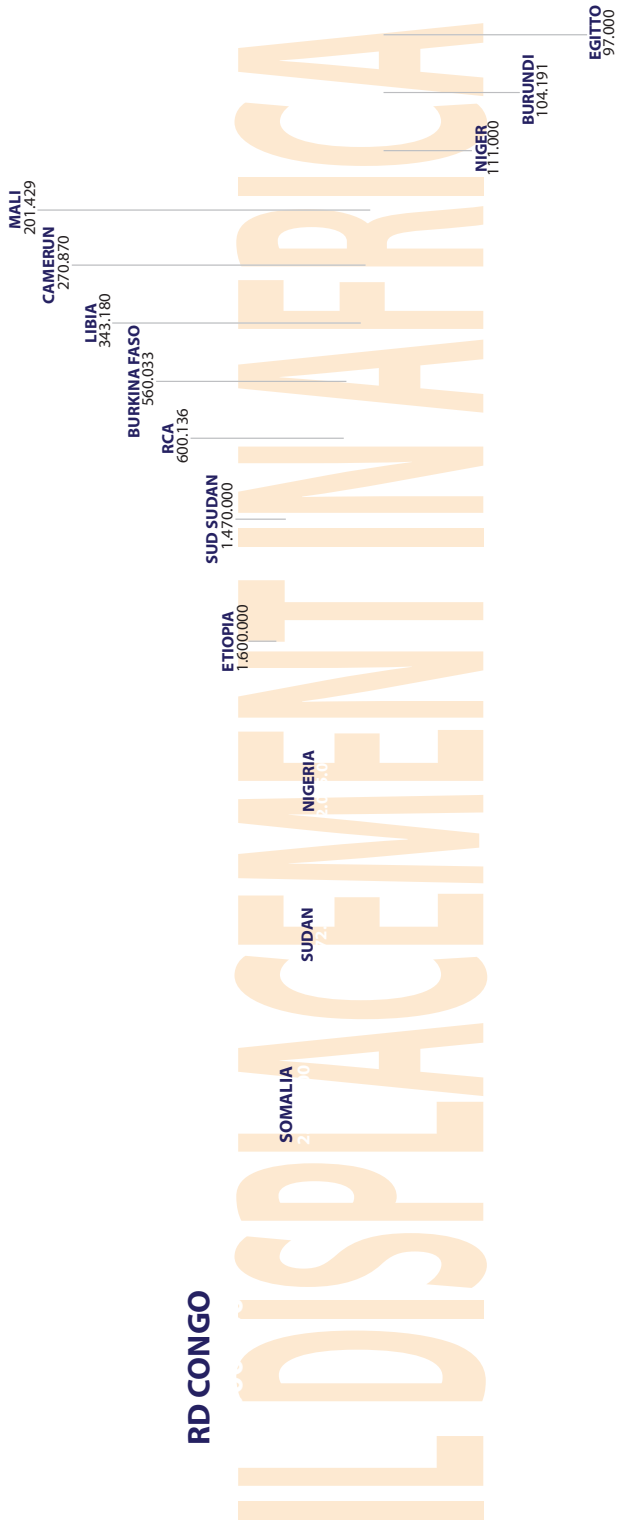 IL DISPLACEMENT IN AFRICA
RD CONGO
SOMALIA
SUDAN
NIGERIA
ETIOPIA
1.600.000
SUD SUDAN
1.470.000
RCA
600.136
BURKINA FASO
560.033
LIBIA
343.180
CAMERUN
270.870
MALI
201.429
NIGER
111.000
BURUNDI
104.191
EGITTO
97.000